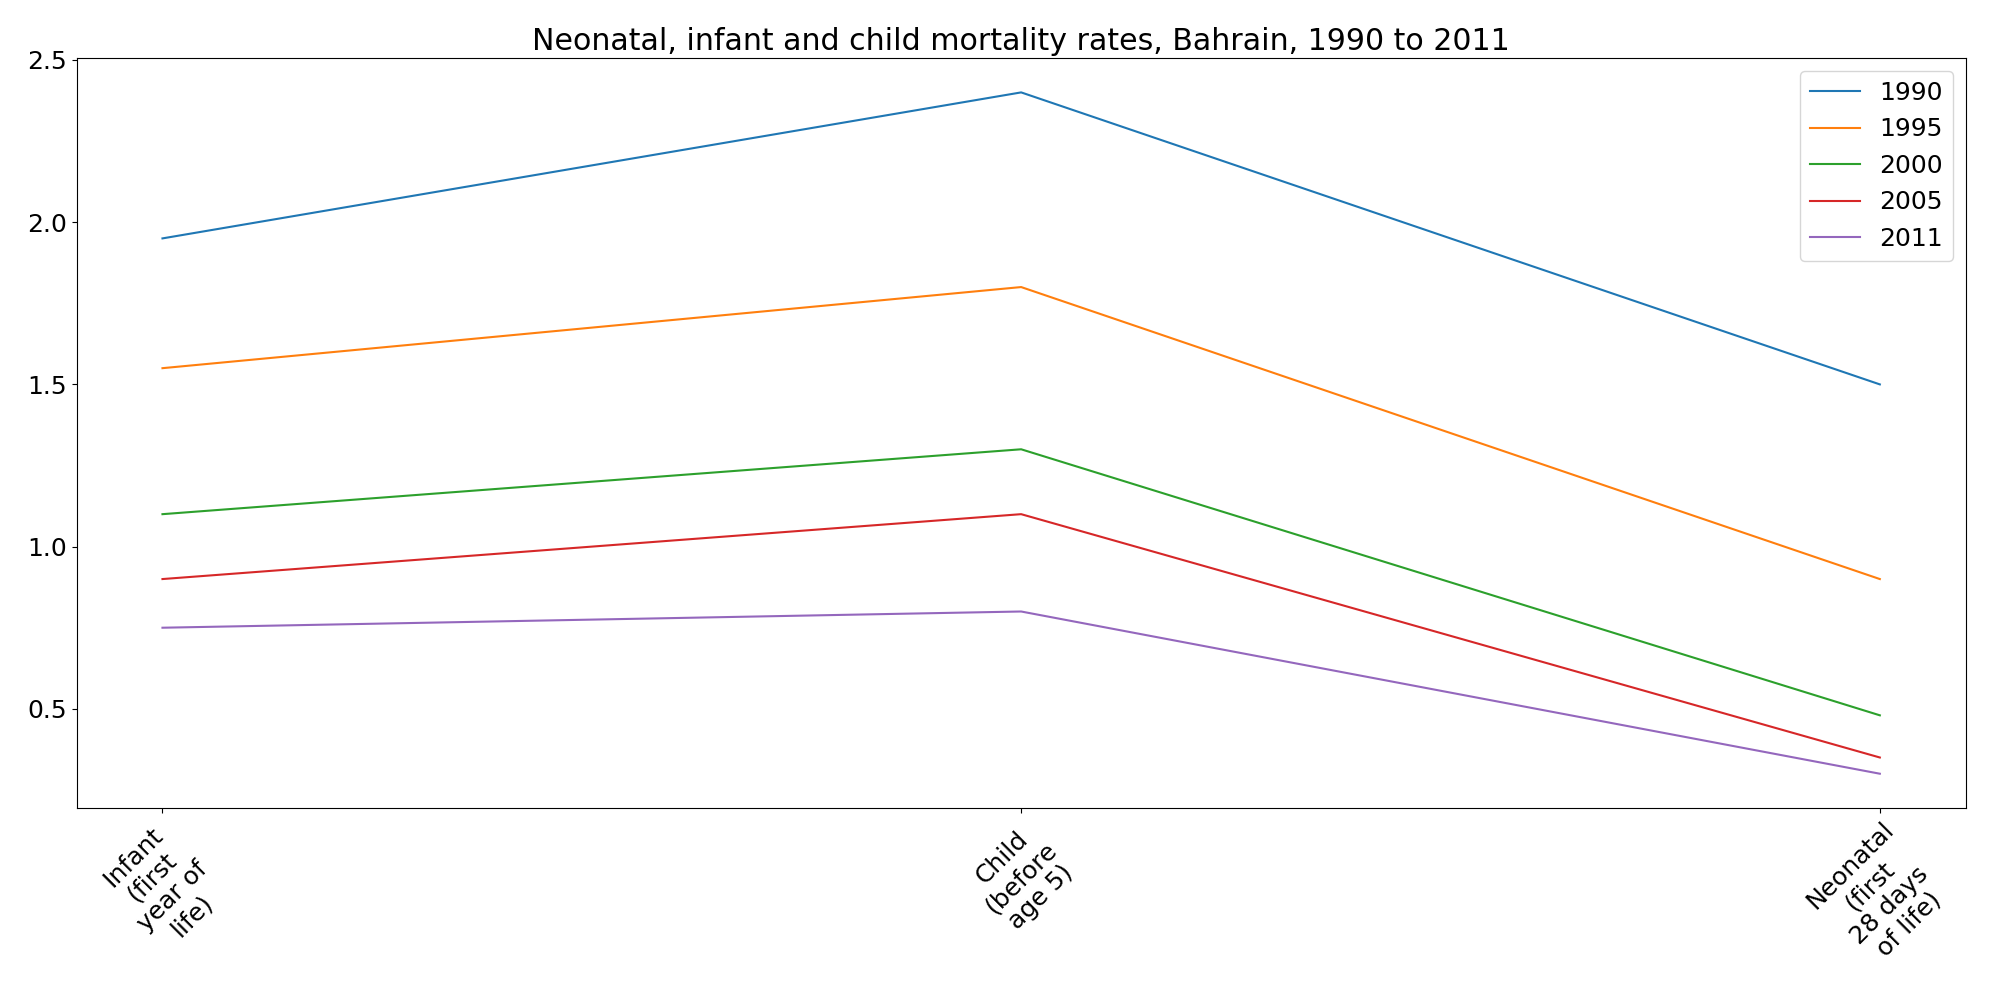 Neonatal, infant and child mortality rates, Bahrain, 1990 to 2011
2.5
2.0
1.5
1.0
0.5
1990
1995
2000
2005
2011
Infant
(first
year of
life)
Child
(before
age 5)
Neonatal
(first
28 days
of life)